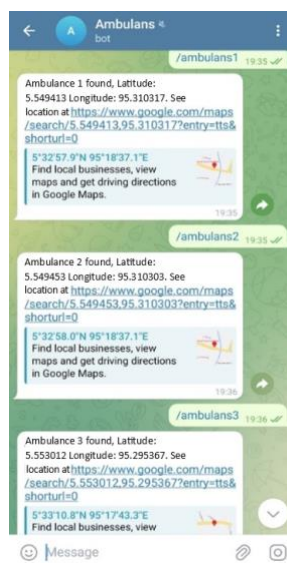 Ambulans
A
bot
/ambulans1 19:35
Ambulance 1 found, Latitude:
5.549413 Longitude: 95.310317. See
location at https://www.google.com/maps
/search/5.549413,95.310317?entry=tts&
shorturl=0
5°32'57.9"N 95°18'37.1"E
Find local businesses, view
maps and get driving directions
in Google Maps.
19:35
/ambulans2 19:35
Ambulance 2 found, Latitude:
5.549453 Longitude: 95.310303. See
location at https://www.google.com/maps
/search/5.549453,95.310303?entry=tts&
shorturl=0
5°32'58.0"N 95°18'37.1"E
Find local businesses, view
maps and get driving directions
in Google Maps.
19:36
/ambulans3 19:36
Ambulance 3 found, Latitude:
5.553012 Longitude: 95.295367. See
location at https://www.google.com/maps
/search/5.553012,95.295367?entry=tts&
shorturl=0
5°33'10.8"N 95°17'43.3"E
Find local businesses, view
Message